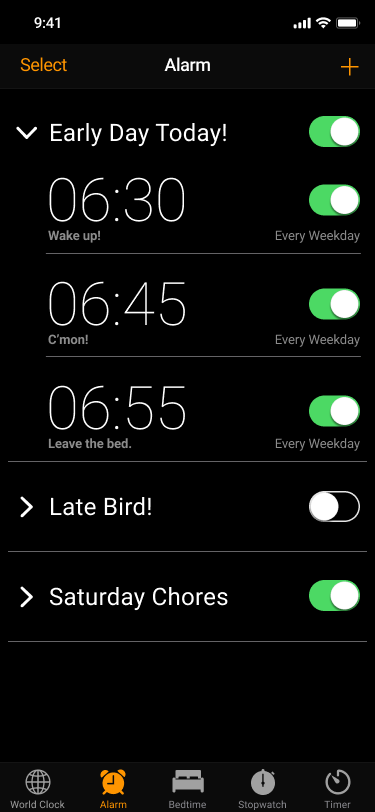 9:41
Select Alarm +
Early Day Today!
06:30
Wake up! Every Weekday
06:45
C'mon! Every Weekday
06:55
Leave the bed. Every Weekday
Late Bird!
Saturday Chores
World Clock Alarm Bedtime Stopwatch Timer